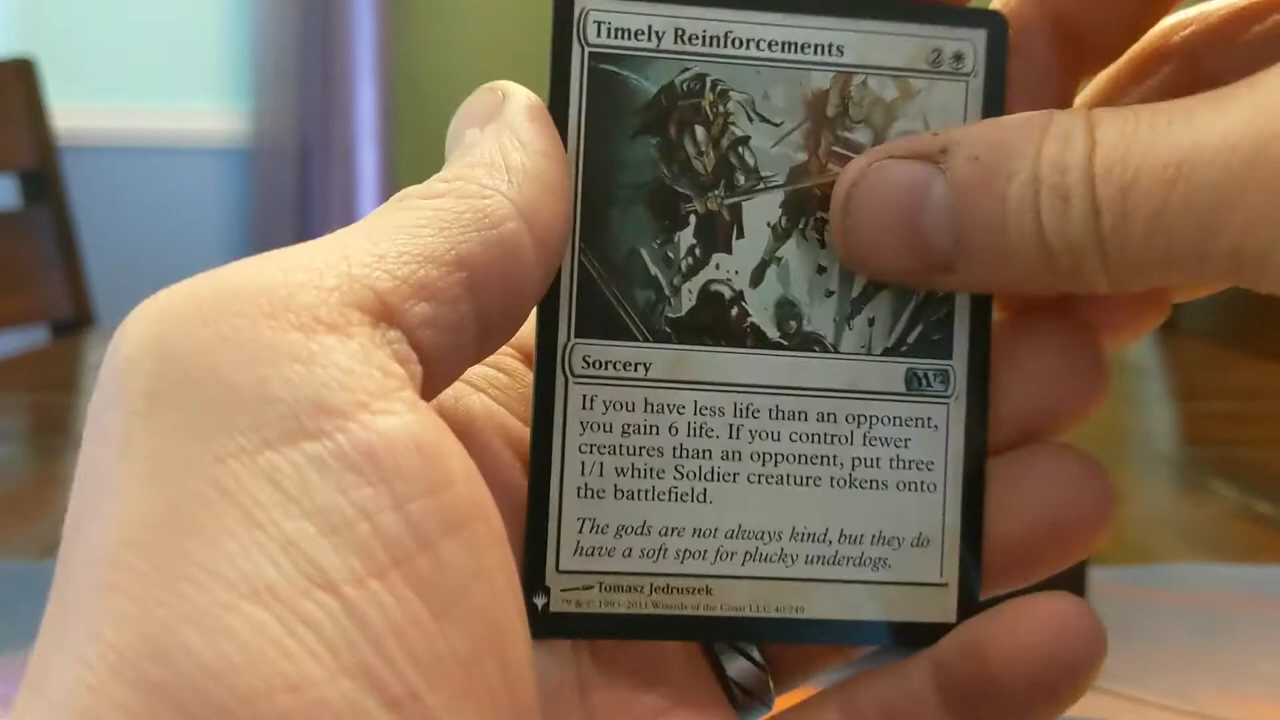 Timely Reinforcements 2
Sorcery M12
If you have less life than an opponent,
you gain 6 life. If you control fewer
creatures than an opponent, put three
1/1 white Soldier creature tokens onto
the battlefield.
The gods are not always kind, but they do
have a soft spot for plucky underdogs.
Tomasz Jedruszek
™ & © 1993–2011 Wizards of the Coast LLC 40/249